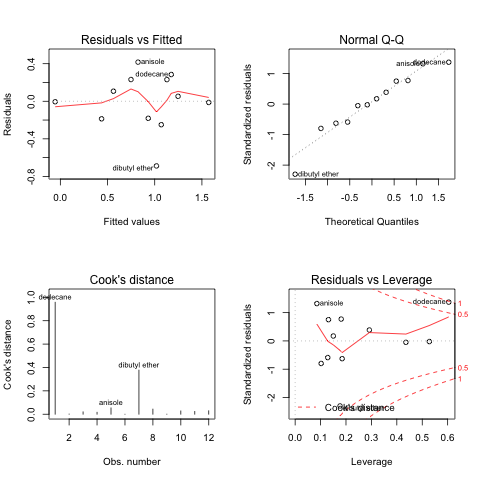 Residuals vs Fitted
Residuals
-0.8
-0.4
0.0
0.4
anisole
dodecane
dibutyl ether
0.0 0.5 1.0 1.5
Fitted values
Normal Q-Q
Standardized residuals
-2
-1
0
1
anisole
dodecane
dibutyl ether
-1.5 -0.5 0.5 1.5
Theoretical Quantiles
Cook's distance
Cook's distance
0.0
0.2
0.4
0.6
0.8
1.0
dodecane
dibutyl ether
anisole
2 4 6 8 10 12
Obs. number
Residuals vs Leverage
Standardized residuals
-2
-1
0
1
anisole
dodecane
1
0.5
0.5
1
Cook's distance
0.0 0.1 0.2 0.3 0.4 0.5 0.6
Leverage